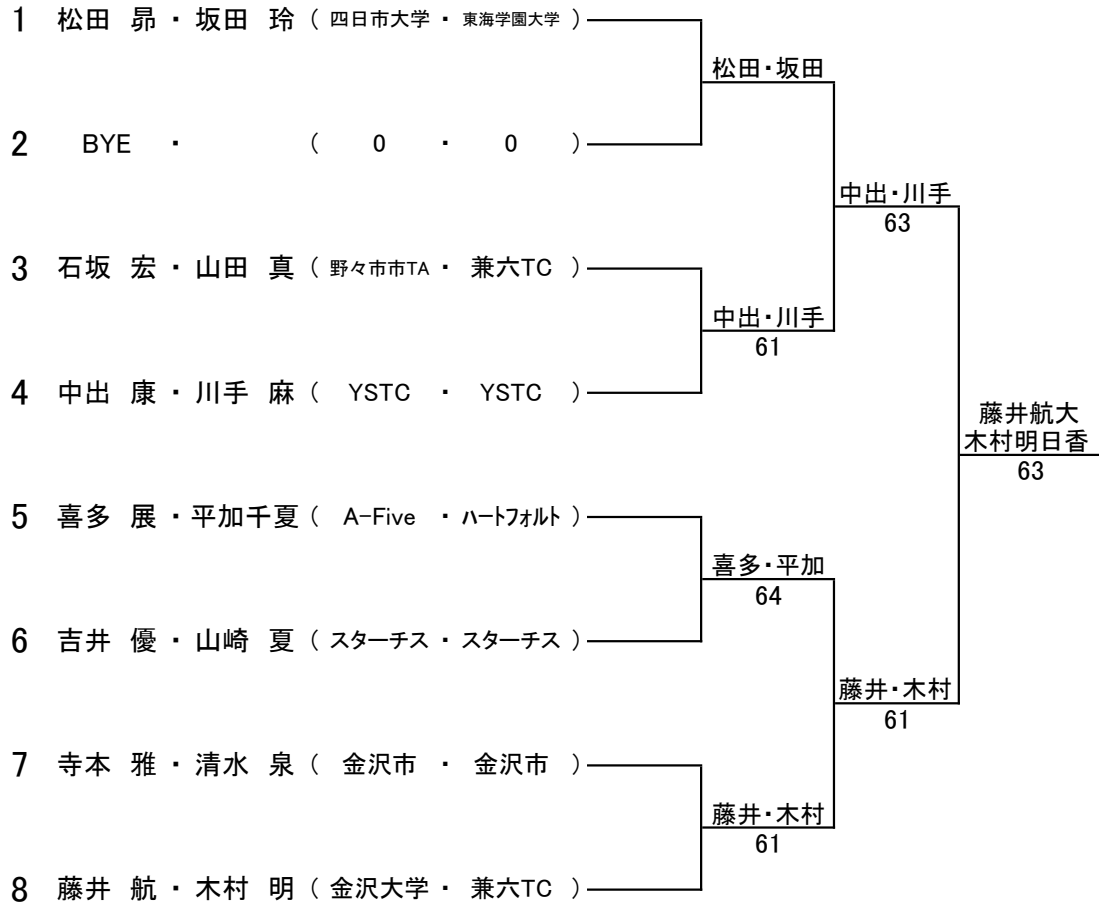 1 松田 昴・坂田 玲 ( 四日市大学・東海学園大学 )
松田・坂田
2 BYE ・ ( 0 ・ 0 )
中出・川手
63
3 石坂 宏・山田 真 ( 野々市市TA・兼六TC )
中出・川手
61
4 中出 康・川手 麻 ( YSTC ・ YSTC )
藤井航大
木村明日香
63
5 喜多 展・平加千夏 ( A-Five ・ハートフォルト )
喜多・平加
64
6 吉井 優・山崎 夏 ( スターチス・スターチス )
藤井・木村
61
7 寺本 雅・清水 泉 ( 金沢市 ・ 金沢市 )
藤井・木村
61
8 藤井 航・木村 明 ( 金沢大学・兼六TC )